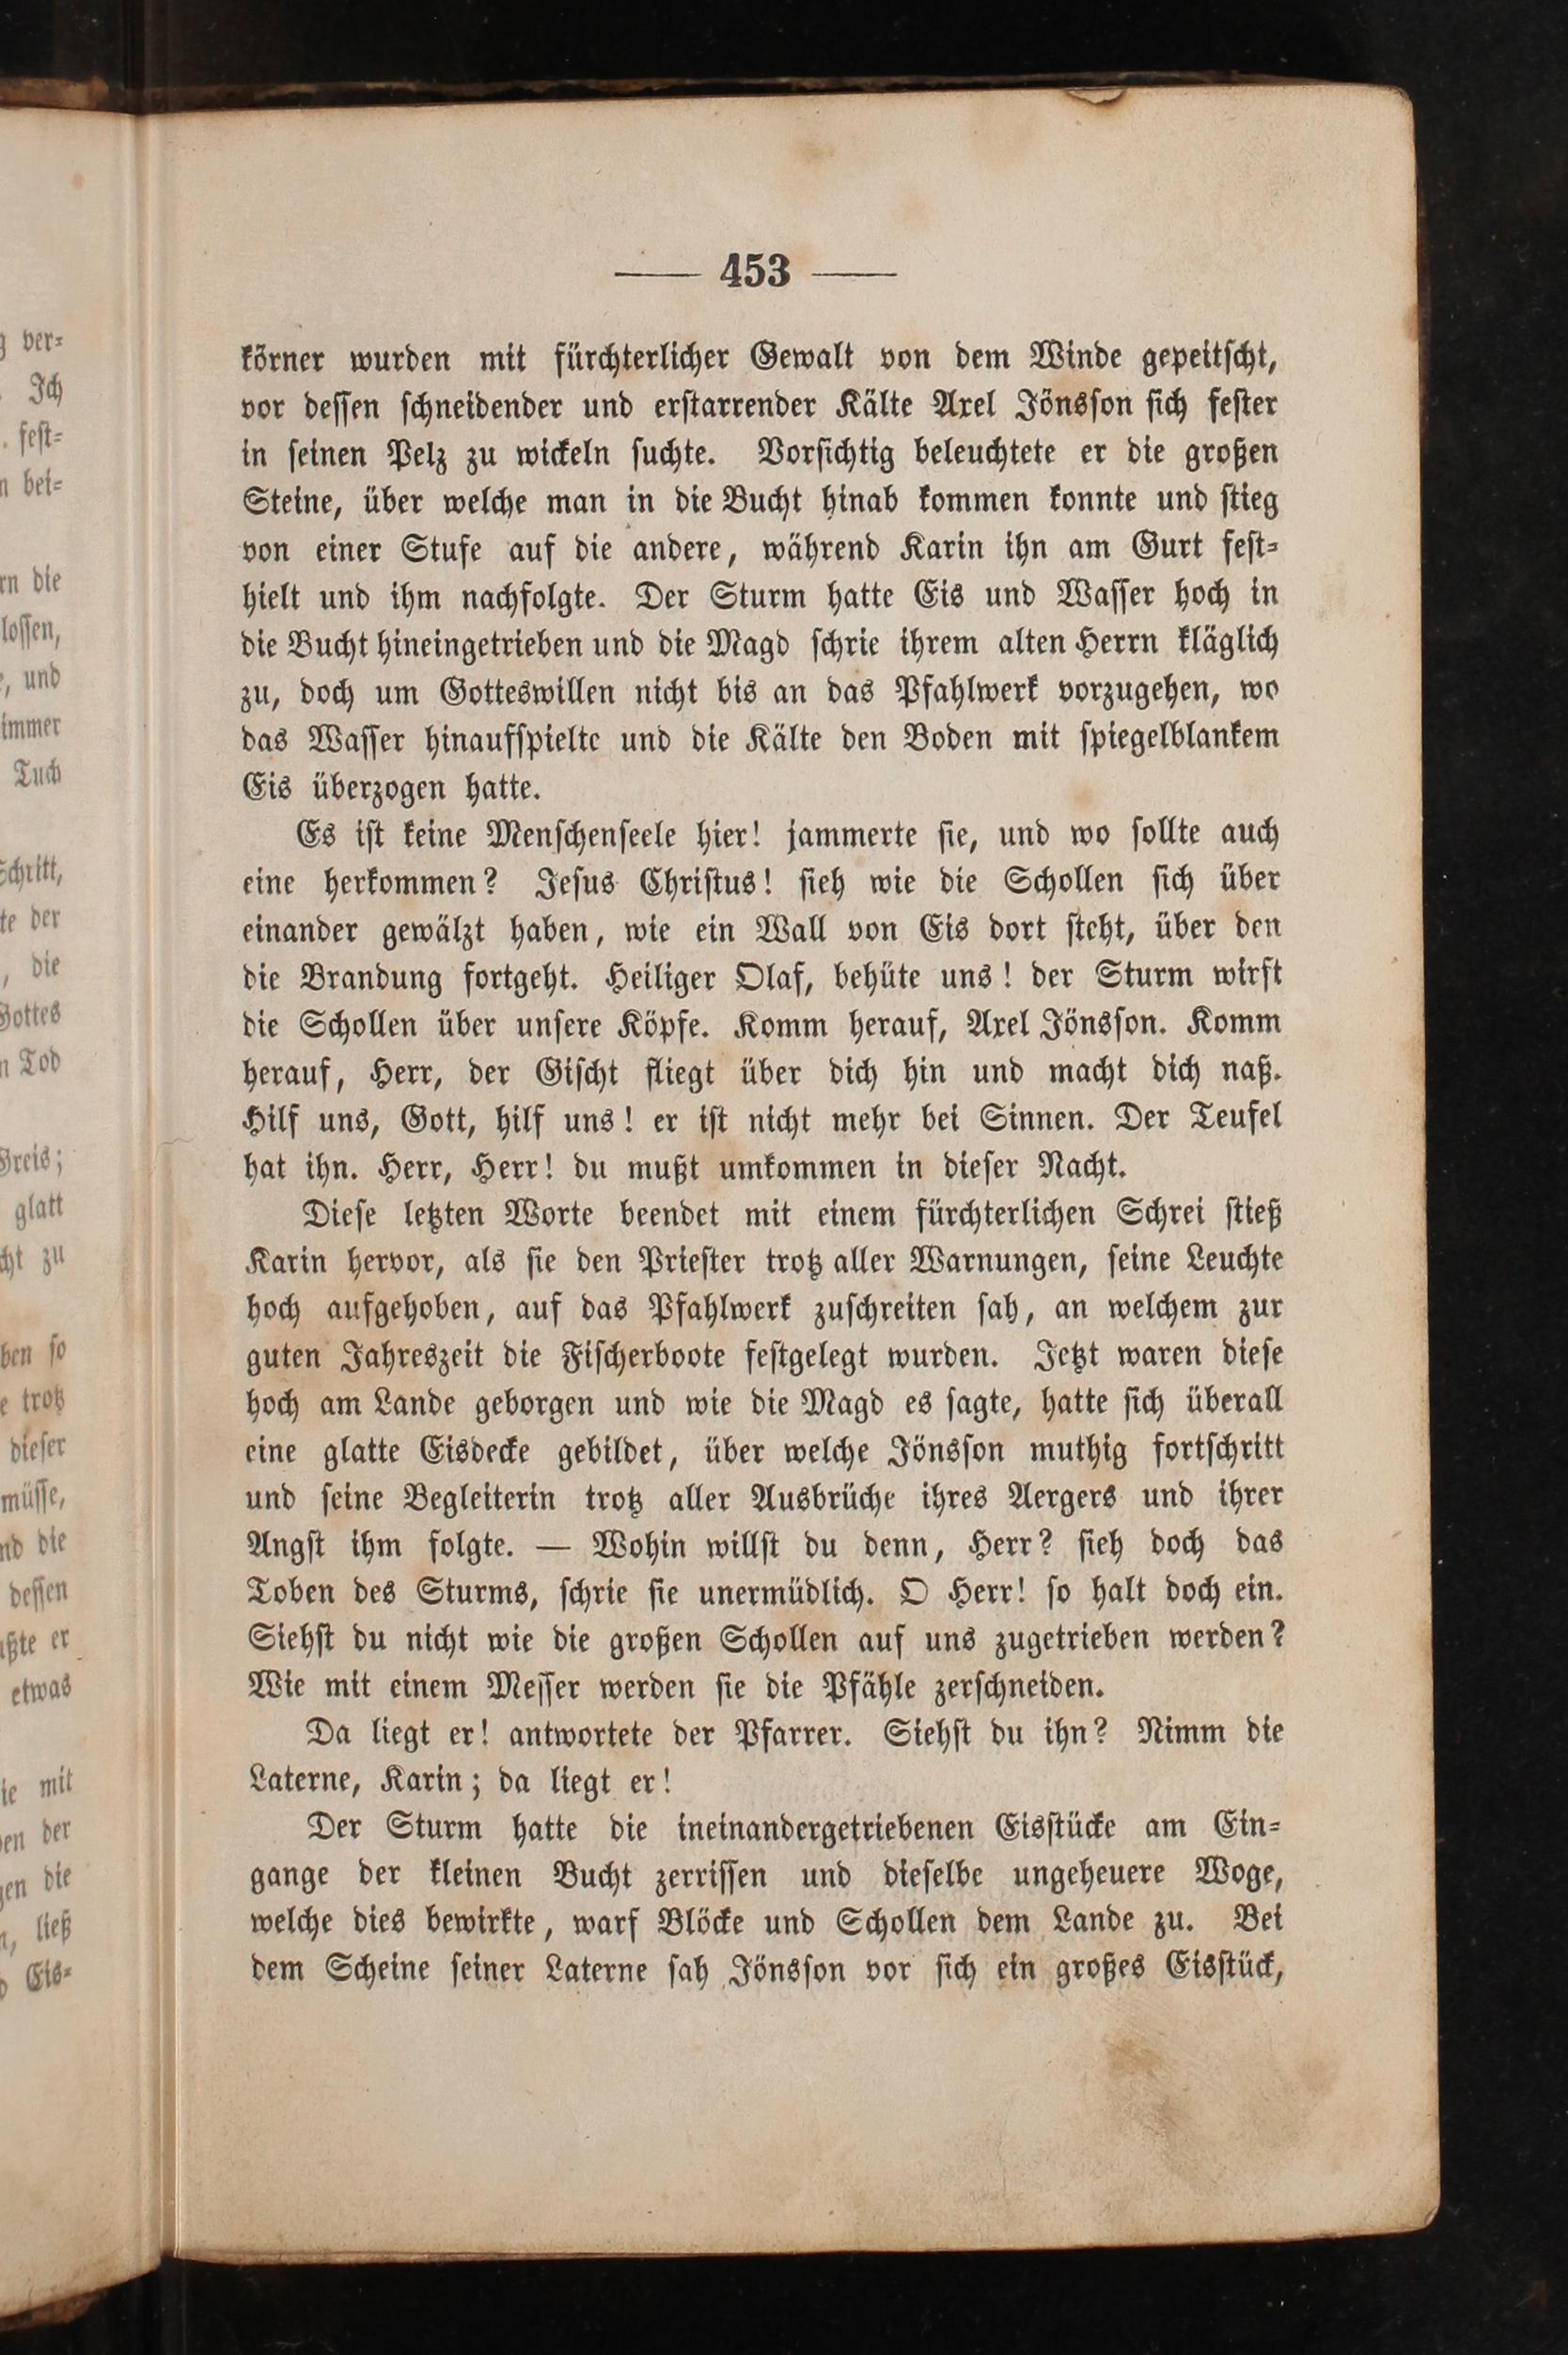 — 453 —
körner wurden mit fürchterlicher Gewalt von dem Winde gepeitscht,
vor dessen schneidender und erstarrender Kälte Axel Jönsson sich fester
in seinen Pelz zu wickeln suchte. Vorsichtig beleuchtete er die großen
Steine, über welche man in die Bucht hinab kommen konnte und stieg
von einer Stufe auf die andere, während Karin ihn am Gurt fest-
hielt und ihm nachfolgte. Der Sturm hatte Eis und Wasser hoch in
die Bucht hineingetrieben und die Magd schrie ihrem alten Herrn kläglich
zu, doch um Gotteswillen nicht bis an das Pfahlwerk vorzugehen, wo
das Wasser hinaufspielte und die Kälte den Boden mit spiegelblankem
Eis überzogen hatte.
Es ist keine Menschenseele hier! jammerte sie, und wo sollte auch
eine herkommen? Jesus Christus! sieh wie die Schollen sich über
einander gewälzt haben, wie ein Wall von Eis dort steht, über den
die Brandung fortgeht. Heiliger Olaf, behüte uns! der Sturm wirft
die Schollen über unsere Köpfe. Komm herauf, Axel Jönsson. Komm
herauf, Herr, der Gischt fliegt über dich hin und macht dich naß.
Hilf uns, Gott, hilf uns! er ist nicht mehr bei Sinnen. Der Teufel
hat ihn. Herr, Herr! du mußt umkommen in dieser Nacht.
Diese letzten Worte beendet mit einem fürchterlichen Schrei stieß
Karin hervor, als sie den Priester trotz aller Warnungen, seine Leuchte
hoch aufgehoben, auf das Pfahlwerk zuschreiten sah, an welchem zur
guten Jahreszeit die Fischerboote festgelegt wurden. Jetzt waren diese
hoch am Lande geborgen und wie die Magd es sagte, hatte sich überall
eine glatte Eisdecke gebildet, über welche Jönsson muthig fortschritt
und seine Begleiterin trotz aller Ausbrüche ihres Aergers und ihrer
Angst ihm folgte. — Wohin willst du denn, Herr? sieh doch das
Toben des Sturms, schrie sie unermüdlich. O Herr! so halt doch ein.
Siehst du nicht wie die großen Schollen auf uns zugetrieben werden?
Wie mit einem Messer werden sie die Pfähle zerschneiden.
Da liegt er! antwortete der Pfarrer. Siehst du ihn? Nimm die
Laterne, Karin; da liegt er!
Der Sturm hatte die ineinandergetriebenen Eisstücke am Ein-
gange der kleinen Bucht zerrissen und dieselbe ungeheuere Woge,
welche dies bewirkte, warf Blöcke und Schollen dem Lande zu. Bei
dem Scheine seiner Laterne sah Jönsson vor sich ein großes Eisstück,